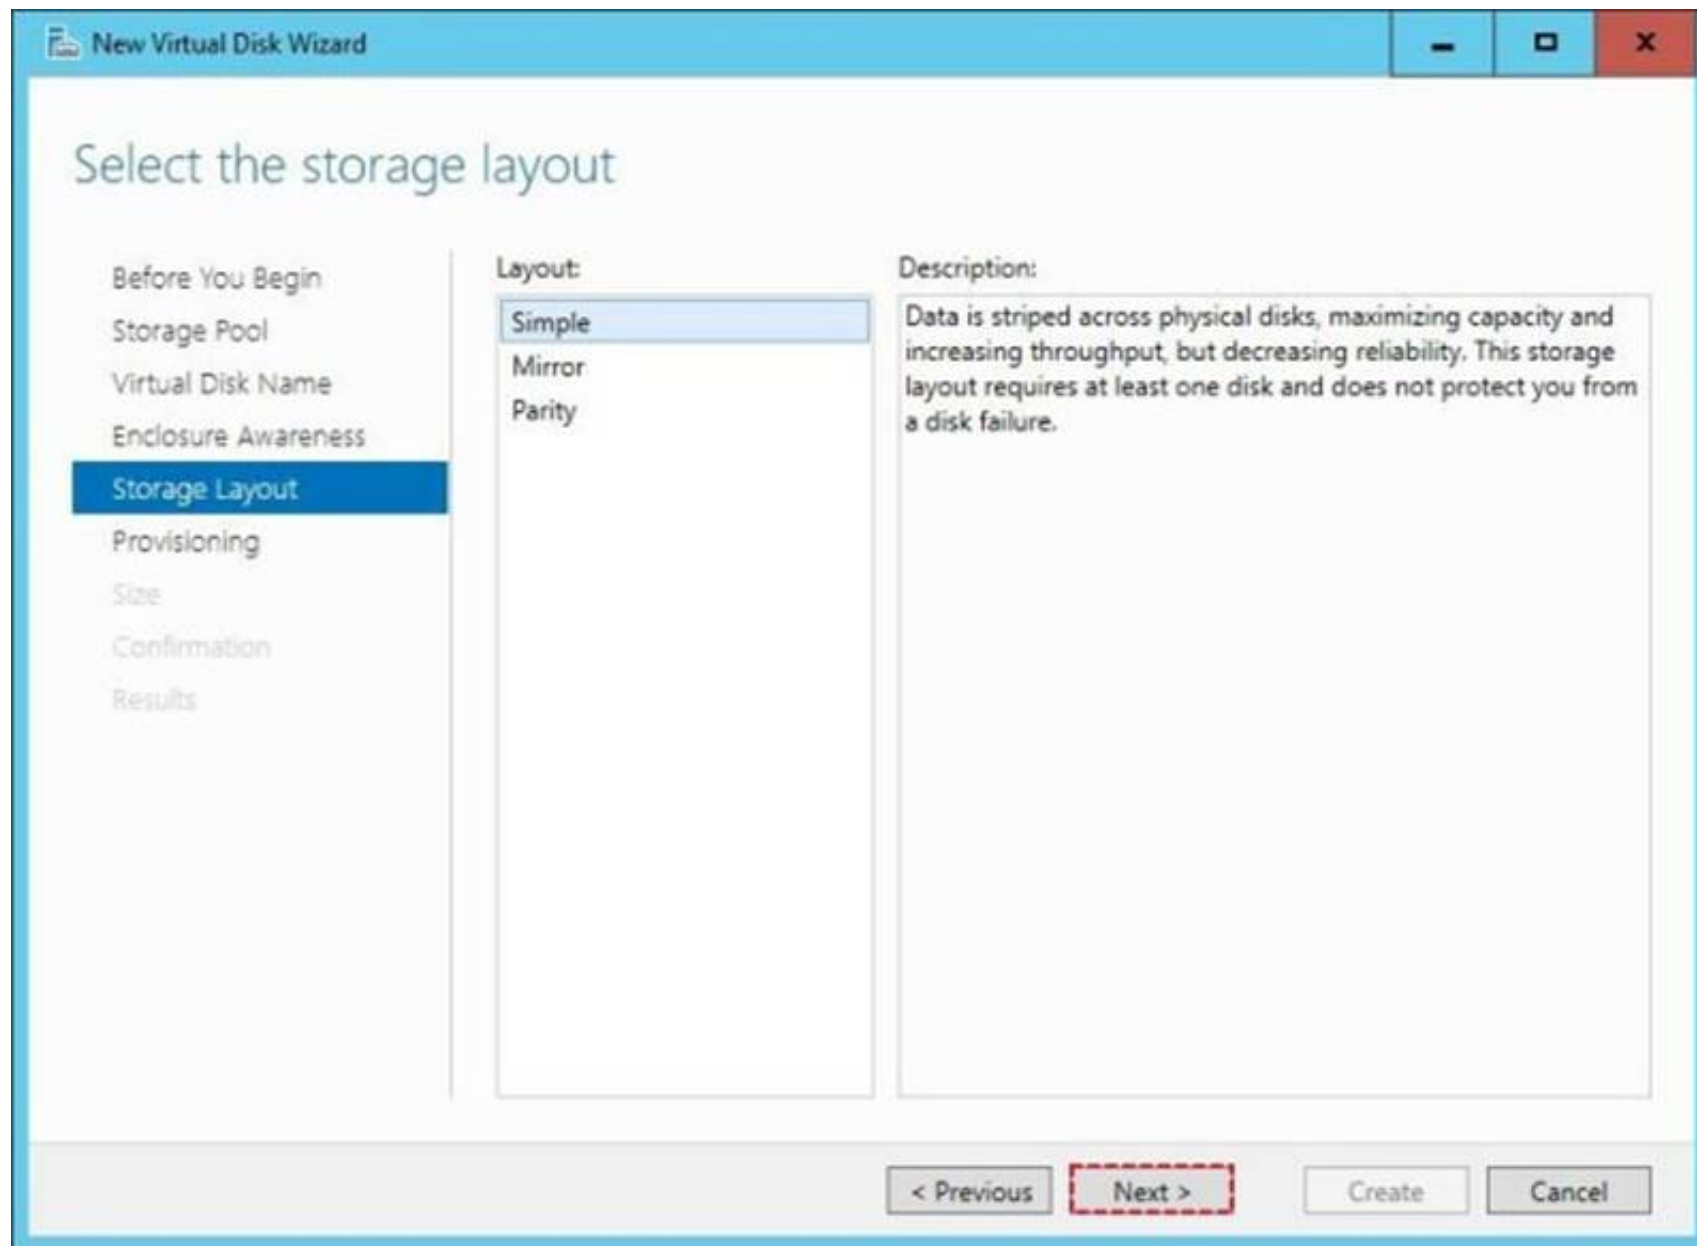 New Virtual Disk Wizard
Select the storage layout
Before You Begin
Storage Pool
Virtual Disk Name
Enclosure Awareness
Storage Layout
Provisioning
Size
Confirmation
Results
Layout:
Simple
Mirror
Parity
Description:
Data is striped across physical disks, maximizing capacity and
increasing throughput, but decreasing reliability. This storage
layout requires at least one disk and does not protect you from
a disk failure.
< Previous
Next >
Create
Cancel